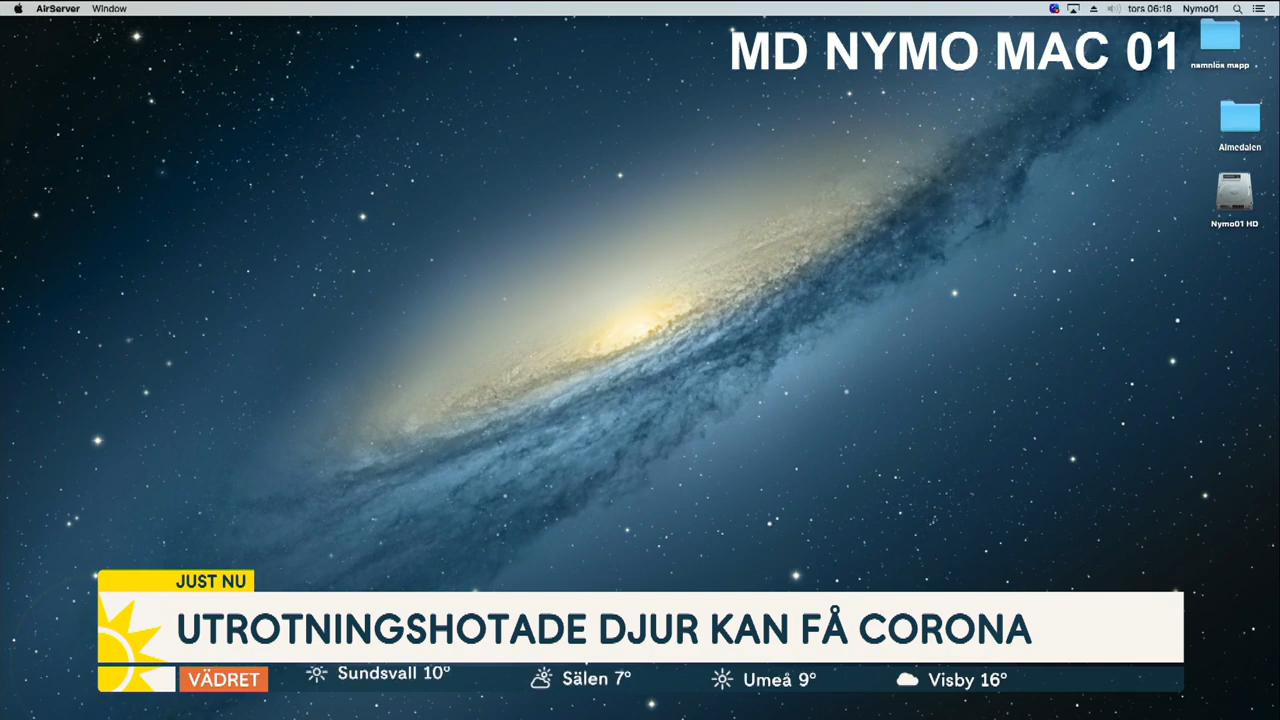 AirServer Window tors 06:18 Nymo01
MD NYMO MAC 01
namnlös mapp
Almedalen
Nymo01 HD
JUST NU
UTROTNINGSHOTADE DJUR KAN FÅ CORONA
VÄDRET Sundsvall 10° Sälen 7° Umeå 9° Visby 16°